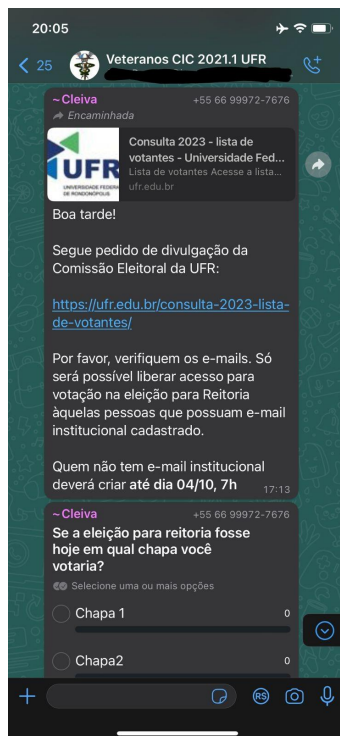 20:05
25
Veteranos CIC 2021.1 UFR
~Cleiva
+55 66 99972-7676
Encaminhada
UFR
UNIVERSIDADE FEDERAL
DE RONDONÓPOLIS
Consulta 2023 - lista de
votantes - Universidade Fed...
Lista de votantes Acesse a lista...
ufr.edu.br
Boa tarde!
Segue pedido de divulgação da
Comissão Eleitoral da UFR:
https://ufr.edu.br/consulta-2023-lista-
de-votantes/
Por favor, verifiquem os e-mails. Só
será possível liberar acesso para
votação na eleição para Reitoria
àquelas pessoas que possuam e-mail
institucional cadastrado.
Quem não tem e-mail institucional
deverá criar até dia 04/10, 7h
17:13
~Cleiva
+55 66 99972-7676
Se a eleição para reitoria fosse
hoje em qual chapa você
votaria?
Selecione uma ou mais opções
Chapa 1
0
Chapa2
0
RS